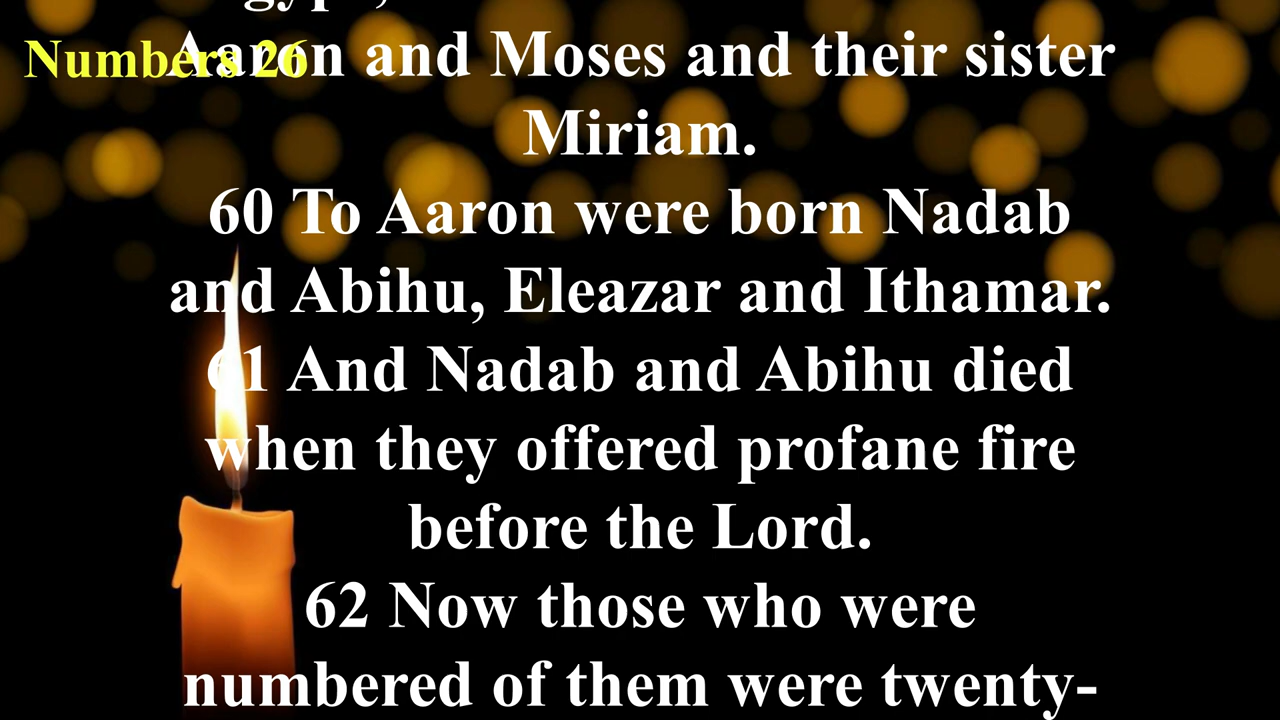 Numbers 26
Aaron and Moses and their sister
Miriam.
60 To Aaron were born Nadab
and Abihu, Eleazar and Ithamar.
61 And Nadab and Abihu died
when they offered profane fire
before the Lord.
62 Now those who were
numbered of them were twenty-